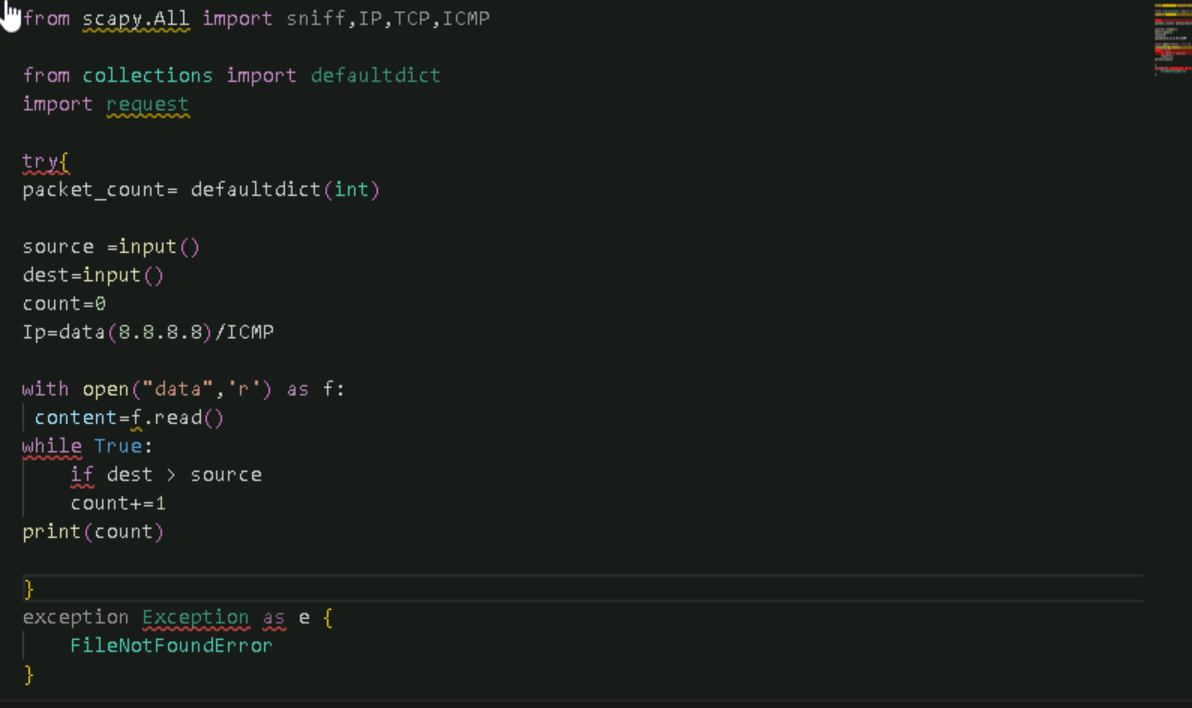 from scapy.All import sniff,IP,TCP,ICMP
from collections import defaultdict
import request
try{
packet_count= defaultdict(int)
source =input()
dest=input()
count=0
Ip=data(8.8.8.8)/ICMP
with open("data",'r') as f:
content=f.read()
while True:
if dest > source
count+=1
print(count)
}
exception Exception as e {
FileNotFoundError
}